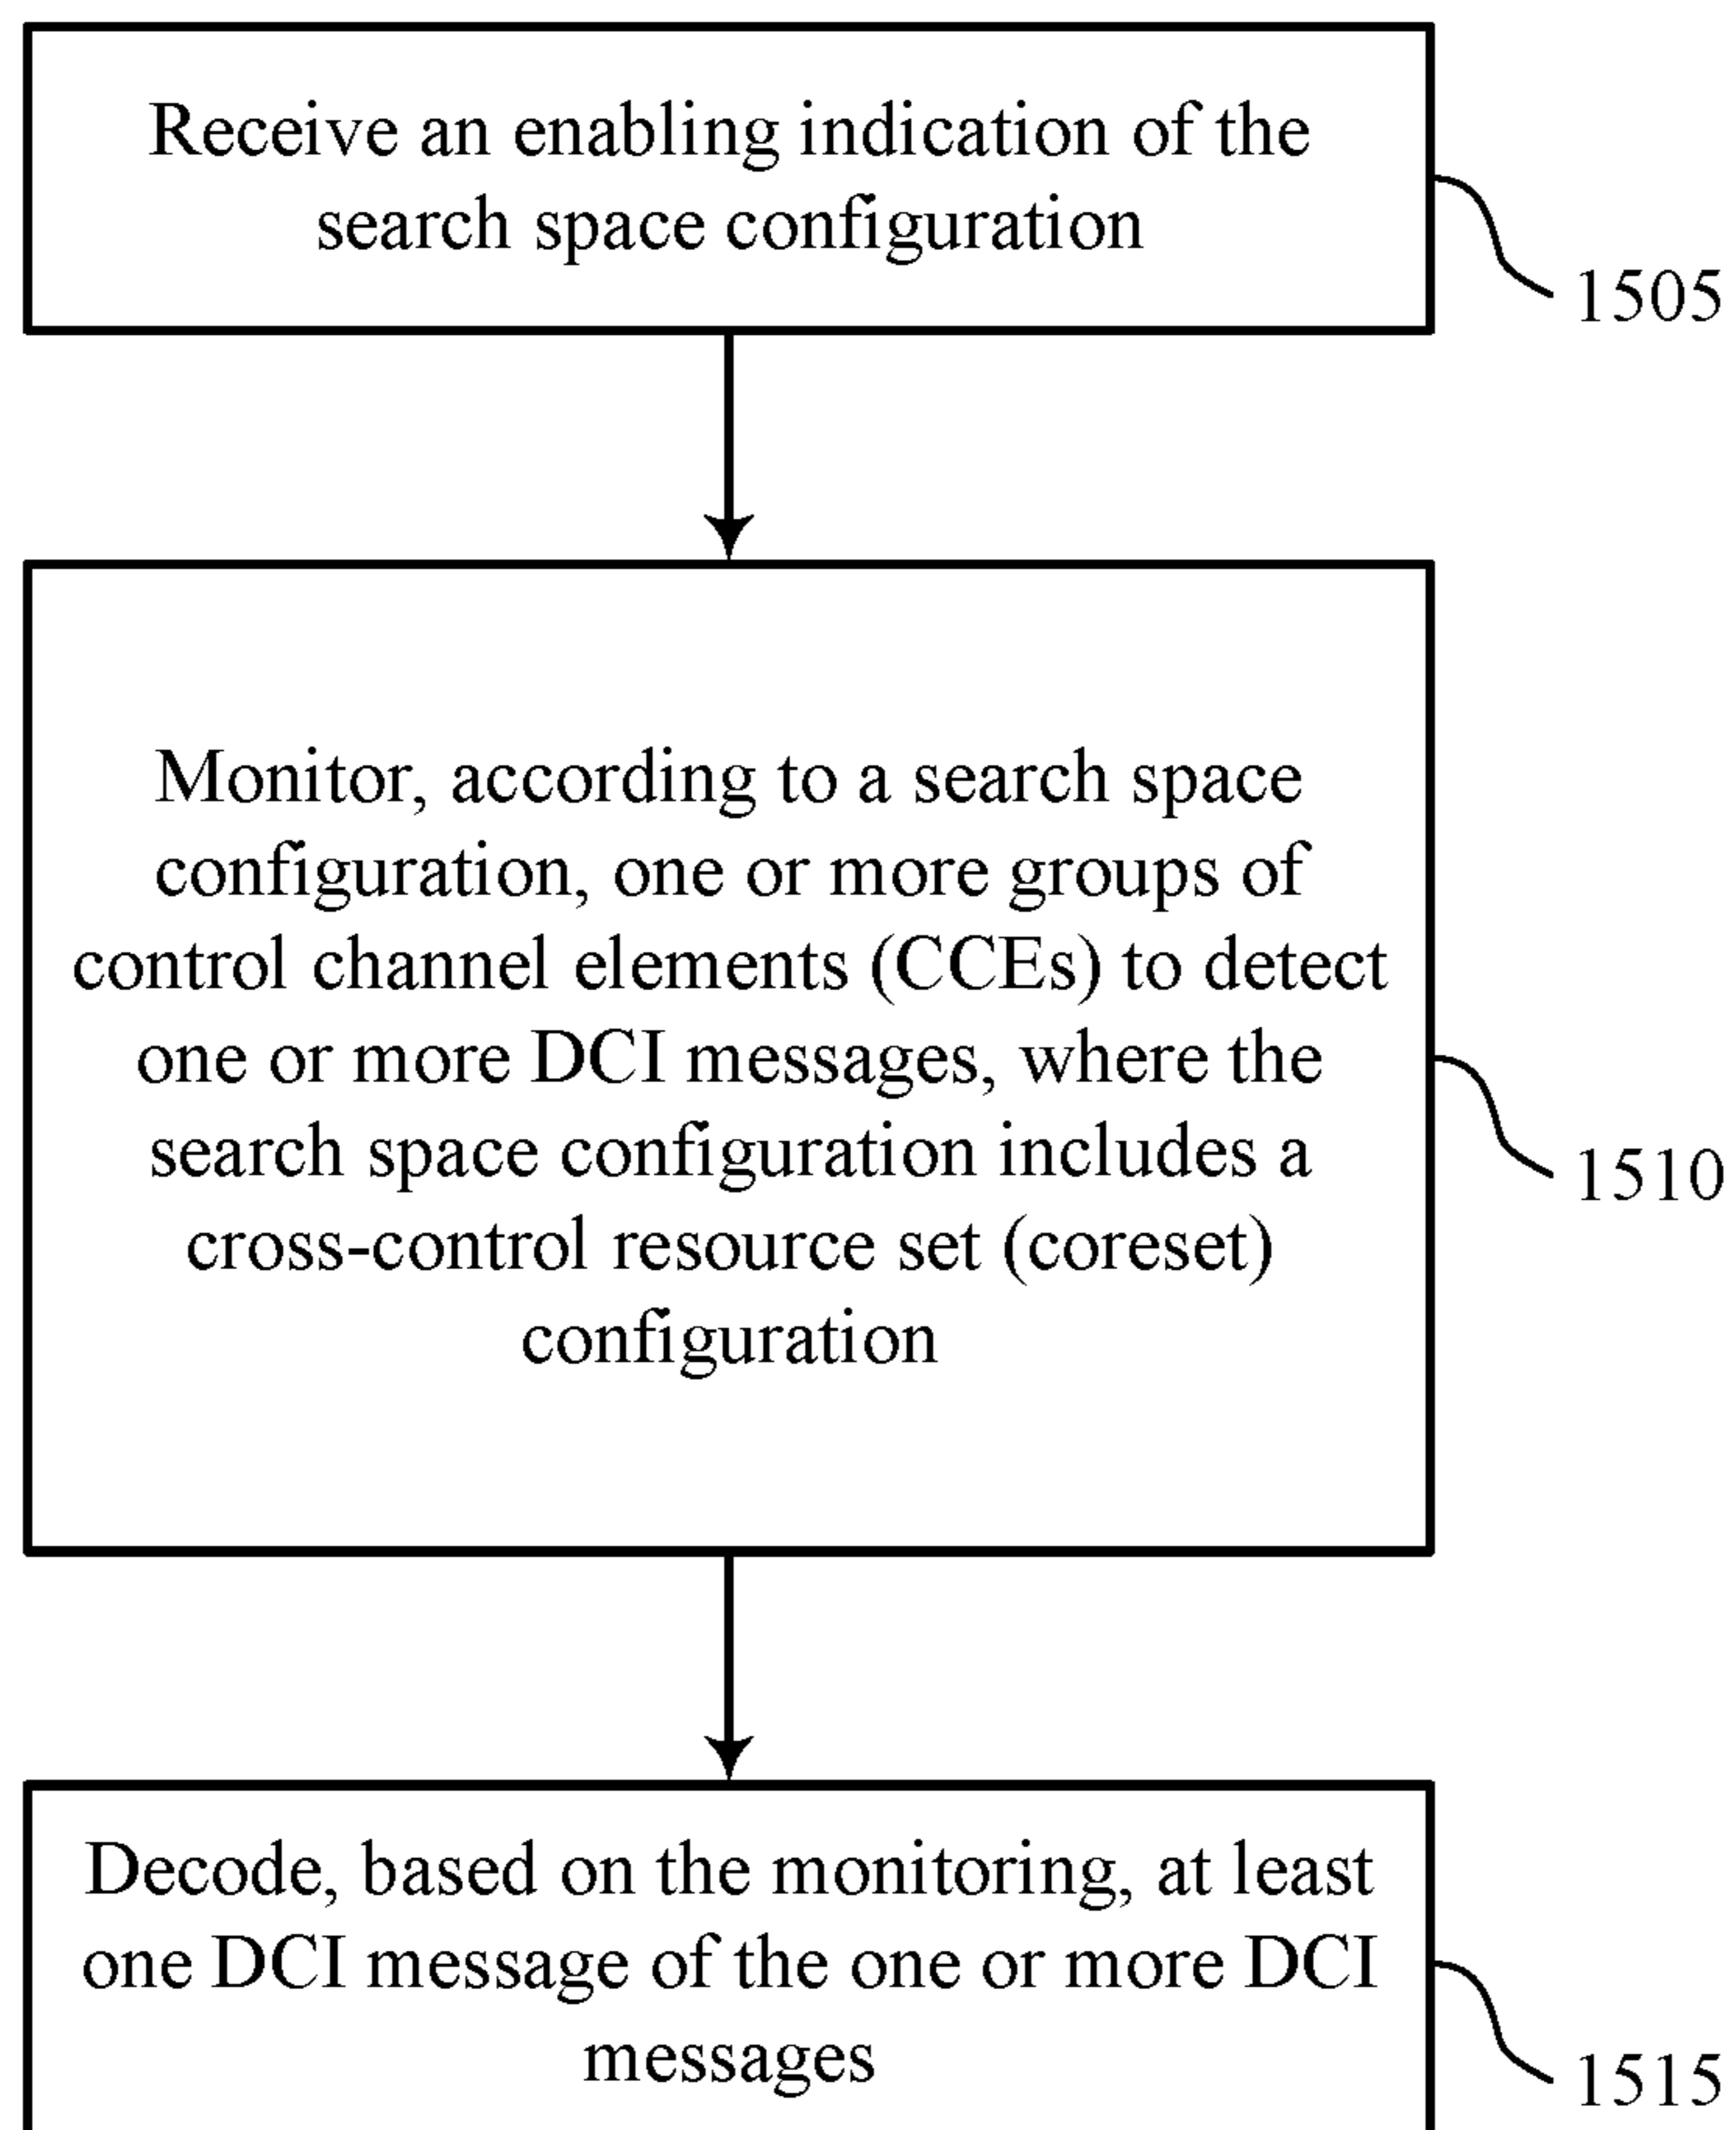 Receive an enabling indication of the
search space configuration
1505
Monitor, according to a search space
configuration, one or more groups of
control channel elements (CCEs) to detect
one or more DCI messages, where the
search space configuration includes a
cross-control resource set (coreset)
configuration
1510
Decode, based on the monitoring, at least
one DCI message of the one or more DCI
messages
1515